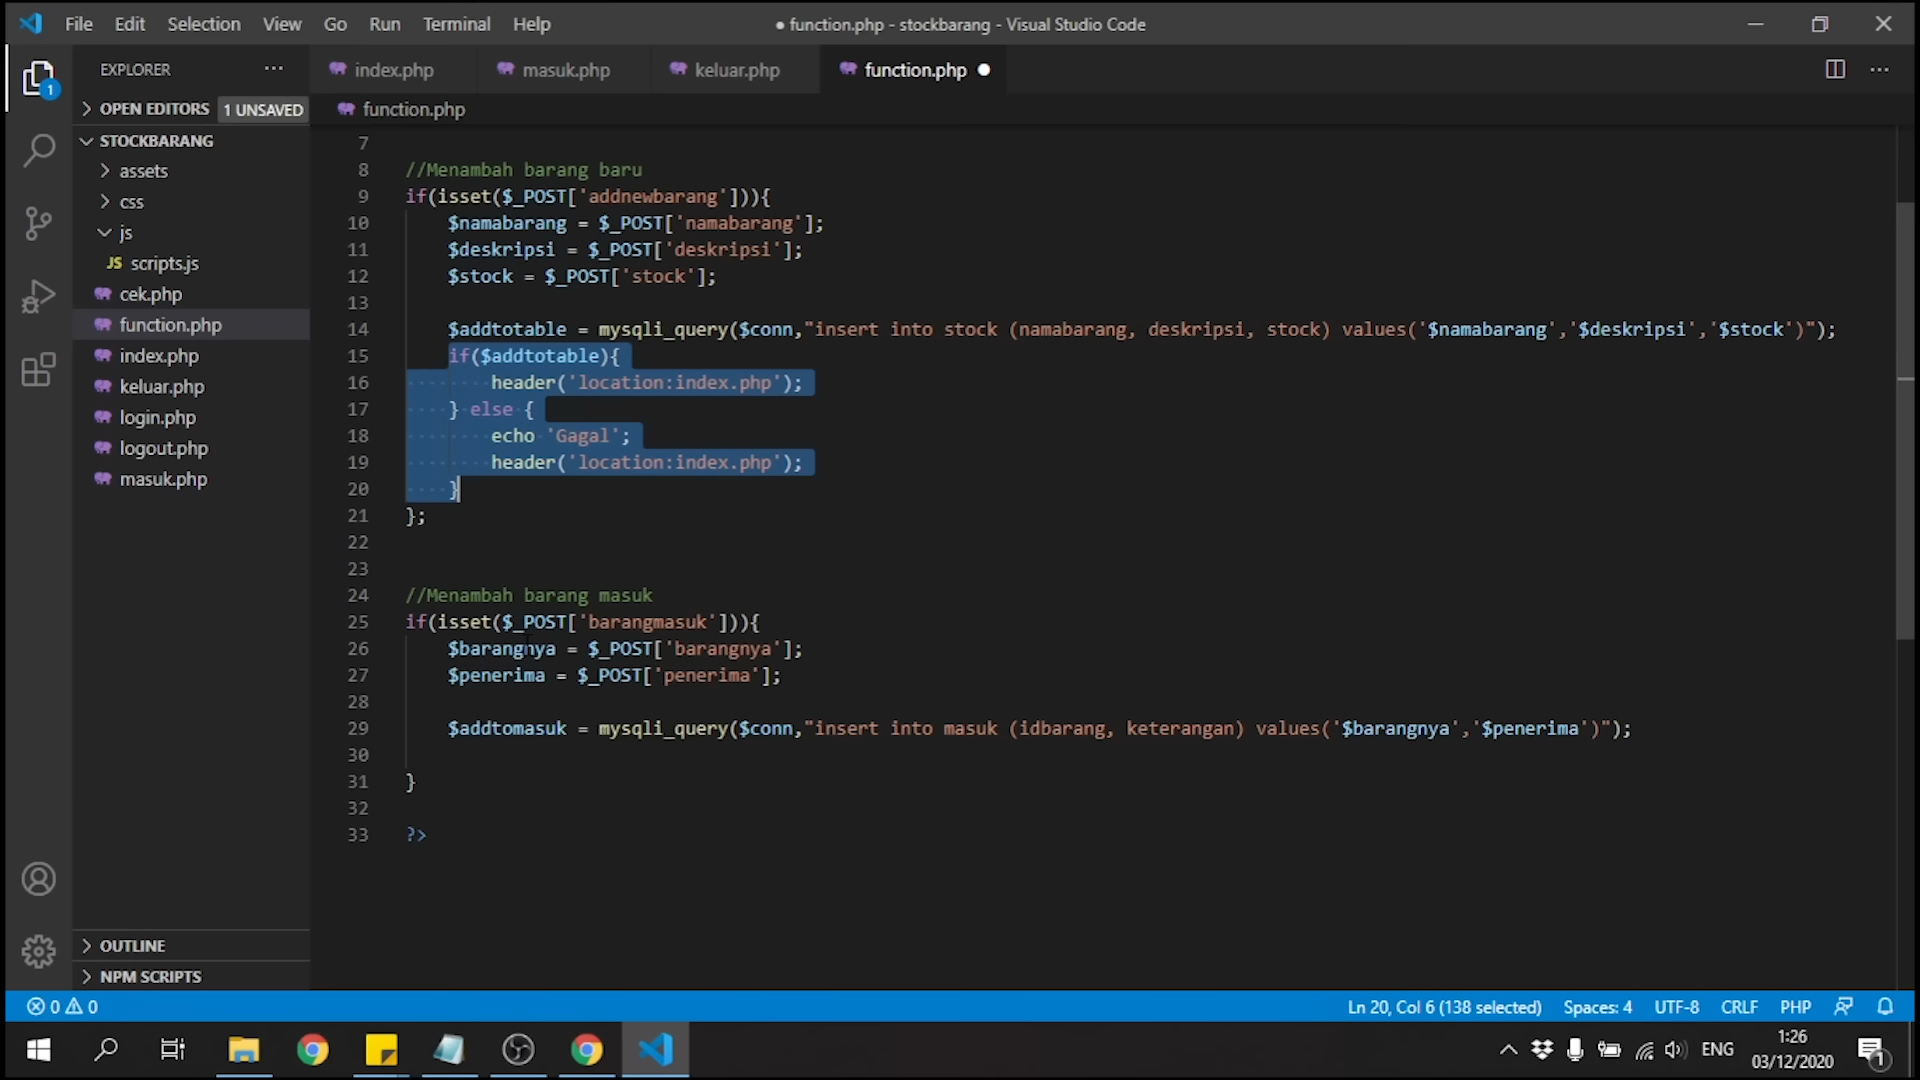 File Edit Selection View Go Run Terminal Help
● function.php - stockbarang - Visual Studio Code
EXPLORER
index.php
masuk.php
keluar.php
function.php
1
OPEN EDITORS 1 UNSAVED
function.php
STOCKBARANG
assets
css
js
JS scripts.js
cek.php
function.php
index.php
keluar.php
login.php
logout.php
masuk.php
OUTLINE
NPM SCRIPTS
7
8 //Menambah barang baru
9 if(isset($_POST['addnewbarang'])){
10 $namabarang = $_POST['namabarang'];
11 $deskripsi = $_POST['deskripsi'];
12 $stock = $_POST['stock'];
13
14 $addtotable = mysqli_query($conn,"insert into stock (namabarang, deskripsi, stock) values('$namabarang','$deskripsi','$stock')");
15 if($addtotable){
16 header('location:index.php');
17 } else {
18 echo 'Gagal';
19 header('location:index.php');
20 }
21 };
22
23
24 //Menambah barang masuk
25 if(isset($_POST['barangmasuk'])){
26 $barangnya = $_POST['barangnya'];
27 $penerima = $_POST['penerima'];
28
29 $addtomasuk = mysqli_query($conn,"insert into masuk (idbarang, keterangan) values('$barangnya','$penerima')");
30
31 }
32
33 ?>
0 0
Ln 20, Col 6 (138 selected) Spaces: 4 UTF-8 CRLF PHP
ENG
1:26
03/12/2020
1